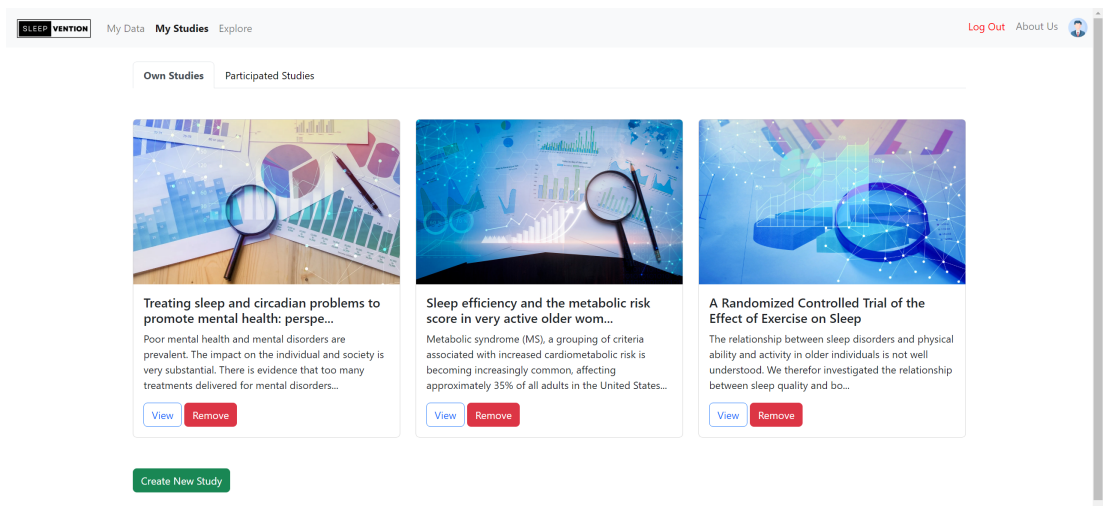 SLEEP VENTION My Data My Studies Explore Log Out About Us
Own Studies Participated Studies
Treating sleep and circadian problems to
promote mental health: perspe...
Poor mental health and mental disorders are
prevalent. The impact on the individual and society is
very substantial. There is evidence that too many
treatments delivered for mental disorders...
View Remove
Sleep efficiency and the metabolic risk
score in very active older wom...
Metabolic syndrome (MS), a grouping of criteria
associated with increased cardiometabolic risk is
becoming increasingly common, affecting
approximately 35% of all adults in the United States...
View Remove
A Randomized Controlled Trial of the
Effect of Exercise on Sleep
The relationship between sleep disorders and physical
ability and activity in older individuals is not well
understood. We therefor investigated the relationship
between sleep quality and bo...
View Remove
Create New Study